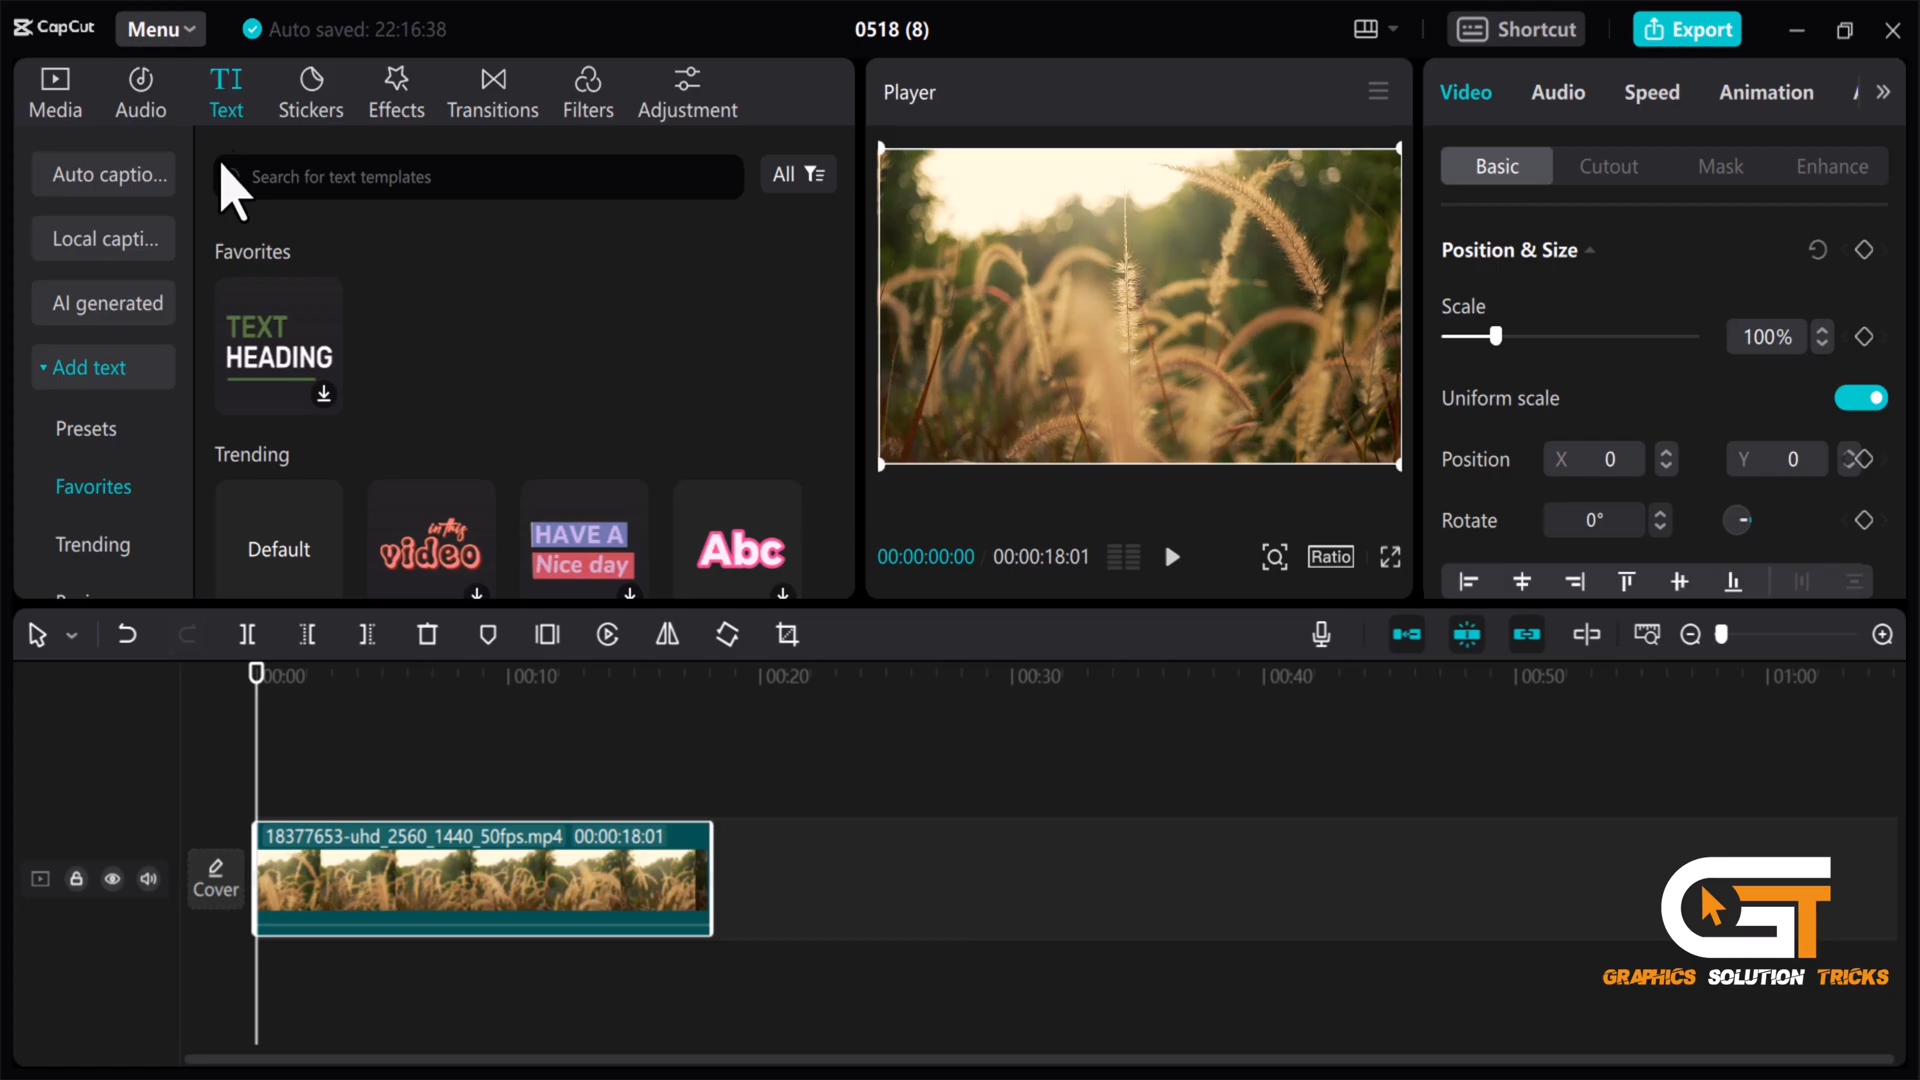 CapCut
Menu
Auto saved: 22:16:38
0518 (8)
Shortcut
Export
Media
Audio
TI
Text
Stickers
Effects
Transitions
Filters
Adjustment
Auto captio...
Local capti...
AI generated
Add text
Presets
Favorites
Trending
Search for text templates
All
Favorites
TEXT
HEADING
Trending
Default
in this
video
HAVE A
Nice day
Abc
Player
00:00:00:00
00:00:18:01
Ratio
Video
Audio
Speed
Animation
Basic
Cutout
Mask
Enhance
Position & Size
Scale
100%
Uniform scale
Position
X 0
Y 0
Rotate
0°
00:00
00:10
00:20
00:30
00:40
00:50
01:00
18377653-uhd_2560_1440_50fps.mp4 00:00:18:01
Cover
GT
GRAPHICS SOLUTION TRICKS